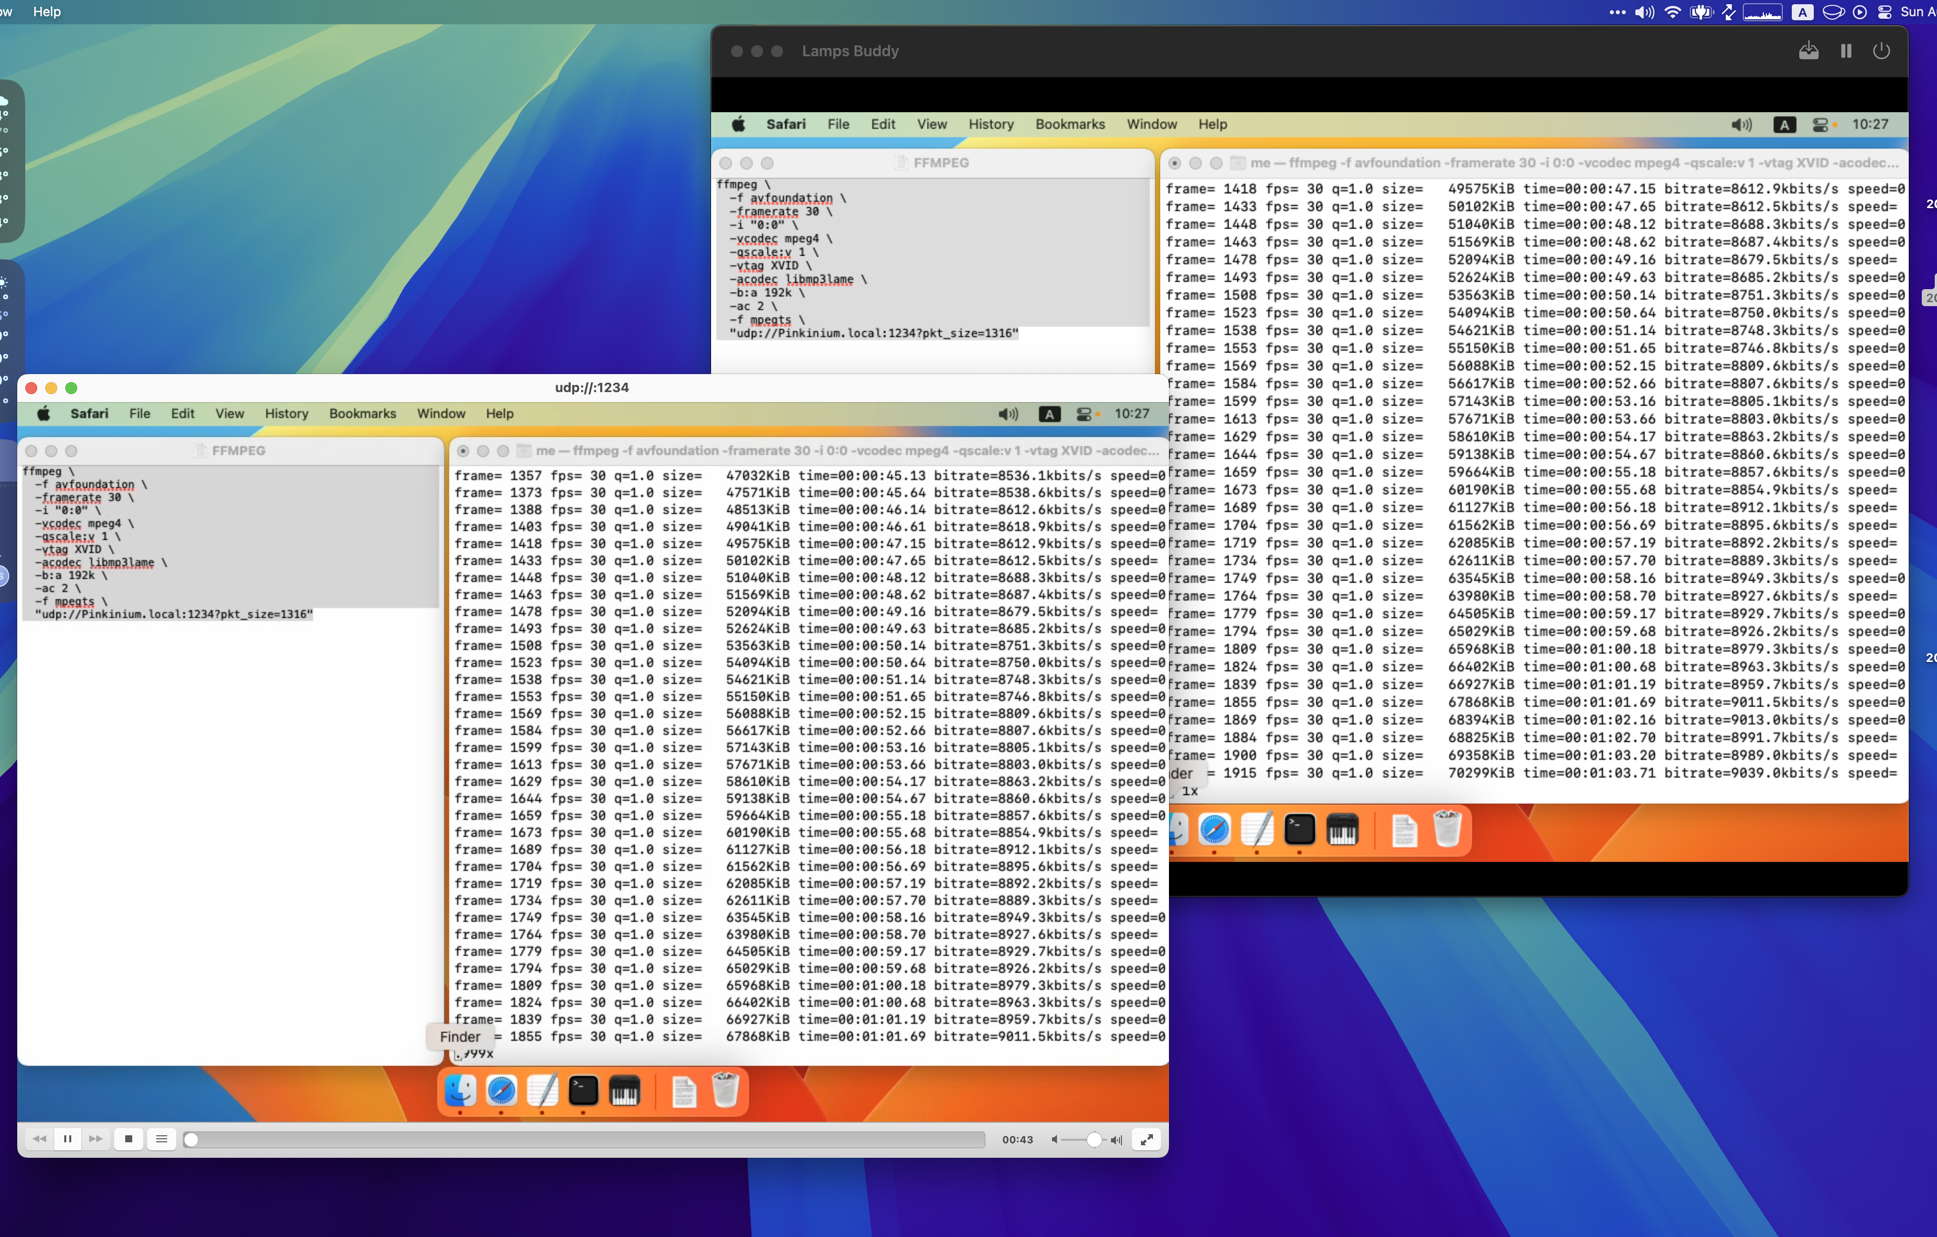 Help
A
Sun
Lamps Buddy
Safari File Edit View History Bookmarks Window Help
A
10:27
FFMPEG
ffmpeg \
-f avfoundation \
-framerate 30 \
-i "0:0" \
-vcodec mpeg4 \
-qscale:v 1 \
-vtag XVID \
-acodec libmp3lame \
-b:a 192k \
-ac 2 \
-f mpegts \
"udp://Pinkinium.local:1234?pkt_size=1316"
me — ffmpeg -f avfoundation -framerate 30 -i 0:0 -vcodec mpeg4 -qscale:v 1 -vtag XVID -acodec...
frame= 1418 fps= 30 q=1.0 size= 49575KiB time=00:00:47.15 bitrate=8612.9kbits/s speed=0
frame= 1433 fps= 30 q=1.0 size= 50102KiB time=00:00:47.65 bitrate=8612.5kbits/s speed=
frame= 1448 fps= 30 q=1.0 size= 51040KiB time=00:00:48.12 bitrate=8688.3kbits/s speed=0
frame= 1463 fps= 30 q=1.0 size= 51569KiB time=00:00:48.62 bitrate=8687.4kbits/s speed=0
frame= 1478 fps= 30 q=1.0 size= 52094KiB time=00:00:49.16 bitrate=8679.5kbits/s speed=
frame= 1493 fps= 30 q=1.0 size= 52624KiB time=00:00:49.63 bitrate=8685.2kbits/s speed=0
frame= 1508 fps= 30 q=1.0 size= 53563KiB time=00:00:50.14 bitrate=8751.3kbits/s speed=0
frame= 1523 fps= 30 q=1.0 size= 54094KiB time=00:00:50.64 bitrate=8750.0kbits/s speed=0
frame= 1538 fps= 30 q=1.0 size= 54621KiB time=00:00:51.14 bitrate=8748.3kbits/s speed=0
frame= 1553 fps= 30 q=1.0 size= 55150KiB time=00:00:51.65 bitrate=8746.8kbits/s speed=0
frame= 1569 fps= 30 q=1.0 size= 56088KiB time=00:00:52.15 bitrate=8809.6kbits/s speed=0
frame= 1584 fps= 30 q=1.0 size= 56617KiB time=00:00:52.66 bitrate=8807.6kbits/s speed=0
frame= 1599 fps= 30 q=1.0 size= 57143KiB time=00:00:53.16 bitrate=8805.1kbits/s speed=0
frame= 1613 fps= 30 q=1.0 size= 57671KiB time=00:00:53.66 bitrate=8803.0kbits/s speed=0
frame= 1629 fps= 30 q=1.0 size= 58610KiB time=00:00:54.17 bitrate=8863.2kbits/s speed=0
frame= 1644 fps= 30 q=1.0 size= 59138KiB time=00:00:54.67 bitrate=8860.6kbits/s speed=0
frame= 1659 fps= 30 q=1.0 size= 59664KiB time=00:00:55.18 bitrate=8857.6kbits/s speed=0
frame= 1673 fps= 30 q=1.0 size= 60190KiB time=00:00:55.68 bitrate=8854.9kbits/s speed=
frame= 1689 fps= 30 q=1.0 size= 61127KiB time=00:00:56.18 bitrate=8912.1kbits/s speed=
frame= 1704 fps= 30 q=1.0 size= 61562KiB time=00:00:56.69 bitrate=8895.6kbits/s speed=0
frame= 1719 fps= 30 q=1.0 size= 62085KiB time=00:00:57.19 bitrate=8892.2kbits/s speed=
frame= 1734 fps= 30 q=1.0 size= 62611KiB time=00:00:57.70 bitrate=8889.3kbits/s speed=
frame= 1749 fps= 30 q=1.0 size= 63545KiB time=00:00:58.16 bitrate=8949.3kbits/s speed=0
frame= 1764 fps= 30 q=1.0 size= 63980KiB time=00:00:58.70 bitrate=8927.6kbits/s speed=
frame= 1779 fps= 30 q=1.0 size= 64505KiB time=00:00:59.17 bitrate=8929.7kbits/s speed=0
frame= 1794 fps= 30 q=1.0 size= 65029KiB time=00:00:59.68 bitrate=8926.2kbits/s speed=0
frame= 1809 fps= 30 q=1.0 size= 65968KiB time=00:01:00.18 bitrate=8979.3kbits/s speed=0
frame= 1824 fps= 30 q=1.0 size= 66402KiB time=00:01:00.68 bitrate=8963.3kbits/s speed=0
frame= 1839 fps= 30 q=1.0 size= 66927KiB time=00:01:01.19 bitrate=8959.7kbits/s speed=0
frame= 1855 fps= 30 q=1.0 size= 67868KiB time=00:01:01.69 bitrate=9011.5kbits/s speed=0
frame= 1869 fps= 30 q=1.0 size= 68394KiB time=00:01:02.16 bitrate=9013.0kbits/s speed=0
frame= 1884 fps= 30 q=1.0 size= 68825KiB time=00:01:02.70 bitrate=8991.7kbits/s speed=
frame= 1900 fps= 30 q=1.0 size= 69358KiB time=00:01:03.20 bitrate=8989.0kbits/s speed=
= 1915 fps= 30 q=1.0 size= 70299KiB time=00:01:03.71 bitrate=9039.0kbits/s speed=
1x
udp://:1234
Safari File Edit View History Bookmarks Window Help
A
10:27
FFMPEG
ffmpeg \
-f avfoundation \
-framerate 30 \
-i "0:0" \
-vcodec mpeg4 \
-qscale:v 1 \
-vtag XVID \
-acodec libmp3lame \
-b:a 192k \
-ac 2 \
-f mpegts \
"udp://Pinkinium.local:1234?pkt_size=1316"
me — ffmpeg -f avfoundation -framerate 30 -i 0:0 -vcodec mpeg4 -qscale:v 1 -vtag XVID -acodec...
frame= 1357 fps= 30 q=1.0 size= 47032KiB time=00:00:45.13 bitrate=8536.1kbits/s speed=0
frame= 1373 fps= 30 q=1.0 size= 47571KiB time=00:00:45.64 bitrate=8538.6kbits/s speed=0
frame= 1388 fps= 30 q=1.0 size= 48513KiB time=00:00:46.14 bitrate=8612.6kbits/s speed=0
frame= 1403 fps= 30 q=1.0 size= 49041KiB time=00:00:46.61 bitrate=8618.9kbits/s speed=0
frame= 1418 fps= 30 q=1.0 size= 49575KiB time=00:00:47.15 bitrate=8612.9kbits/s speed=0
frame= 1433 fps= 30 q=1.0 size= 50102KiB time=00:00:47.65 bitrate=8612.5kbits/s speed=
frame= 1448 fps= 30 q=1.0 size= 51040KiB time=00:00:48.12 bitrate=8688.3kbits/s speed=0
frame= 1463 fps= 30 q=1.0 size= 51569KiB time=00:00:48.62 bitrate=8687.4kbits/s speed=0
frame= 1478 fps= 30 q=1.0 size= 52094KiB time=00:00:49.16 bitrate=8679.5kbits/s speed=
frame= 1493 fps= 30 q=1.0 size= 52624KiB time=00:00:49.63 bitrate=8685.2kbits/s speed=0
frame= 1508 fps= 30 q=1.0 size= 53563KiB time=00:00:50.14 bitrate=8751.3kbits/s speed=0
frame= 1523 fps= 30 q=1.0 size= 54094KiB time=00:00:50.64 bitrate=8750.0kbits/s speed=0
frame= 1538 fps= 30 q=1.0 size= 54621KiB time=00:00:51.14 bitrate=8748.3kbits/s speed=0
frame= 1553 fps= 30 q=1.0 size= 55150KiB time=00:00:51.65 bitrate=8746.8kbits/s speed=0
frame= 1569 fps= 30 q=1.0 size= 56088KiB time=00:00:52.15 bitrate=8809.6kbits/s speed=0
frame= 1584 fps= 30 q=1.0 size= 56617KiB time=00:00:52.66 bitrate=8807.6kbits/s speed=0
frame= 1599 fps= 30 q=1.0 size= 57143KiB time=00:00:53.16 bitrate=8805.1kbits/s speed=0
frame= 1613 fps= 30 q=1.0 size= 57671KiB time=00:00:53.66 bitrate=8803.0kbits/s speed=0
frame= 1629 fps= 30 q=1.0 size= 58610KiB time=00:00:54.17 bitrate=8863.2kbits/s speed=0
frame= 1644 fps= 30 q=1.0 size= 59138KiB time=00:00:54.67 bitrate=8860.6kbits/s speed=0
frame= 1659 fps= 30 q=1.0 size= 59664KiB time=00:00:55.18 bitrate=8857.6kbits/s speed=0
frame= 1673 fps= 30 q=1.0 size= 60190KiB time=00:00:55.68 bitrate=8854.9kbits/s speed=
frame= 1689 fps= 30 q=1.0 size= 61127KiB time=00:00:56.18 bitrate=8912.1kbits/s speed=
frame= 1704 fps= 30 q=1.0 size= 61562KiB time=00:00:56.69 bitrate=8895.6kbits/s speed=0
frame= 1719 fps= 30 q=1.0 size= 62085KiB time=00:00:57.19 bitrate=8892.2kbits/s speed=
frame= 1734 fps= 30 q=1.0 size= 62611KiB time=00:00:57.70 bitrate=8889.3kbits/s speed=
frame= 1749 fps= 30 q=1.0 size= 63545KiB time=00:00:58.16 bitrate=8949.3kbits/s speed=0
frame= 1764 fps= 30 q=1.0 size= 63980KiB time=00:00:58.70 bitrate=8927.6kbits/s speed=
frame= 1779 fps= 30 q=1.0 size= 64505KiB time=00:00:59.17 bitrate=8929.7kbits/s speed=0
frame= 1794 fps= 30 q=1.0 size= 65029KiB time=00:00:59.68 bitrate=8926.2kbits/s speed=0
frame= 1809 fps= 30 q=1.0 size= 65968KiB time=00:01:00.18 bitrate=8979.3kbits/s speed=0
frame= 1824 fps= 30 q=1.0 size= 66402KiB time=00:01:00.68 bitrate=8963.3kbits/s speed=0
frame= 1839 fps= 30 q=1.0 size= 66927KiB time=00:01:01.19 bitrate=8959.7kbits/s speed=0
= 1855 fps= 30 q=1.0 size= 67868KiB time=00:01:01.69 bitrate=9011.5kbits/s speed=0
.999x
Finder
00:43